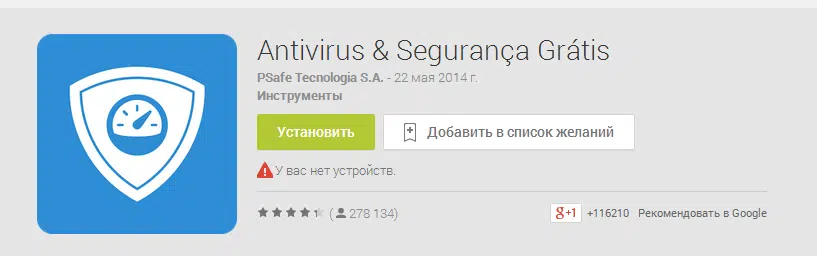 Antivirus & Segurança Grátis
PSafe Tecnologia S.A. - 22 мая 2014 г.
Инструменты
Установить
Добавить в список желаний
У вас нет устройств.
( 278 134)
g+1 +116210 Рекомендовать в Google